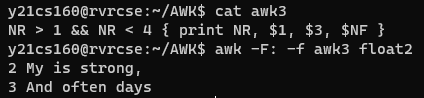 y21cs160@rvrcse:~/AWK$ cat awk3
NR > 1 && NR < 4 { print NR, $1, $3, $NF }
y21cs160@rvrcse:~/AWK$ awk -F: -f awk3 float2
2 My is strong,
3 And often days